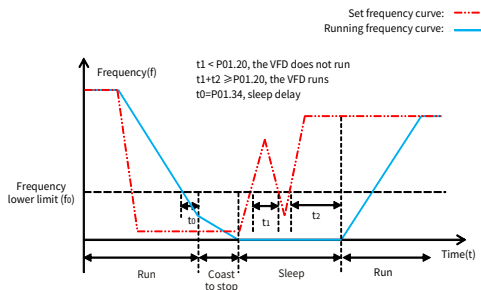 Set frequency curve:
Running frequency curve:
Frequency(f)
t1 < P01.20, the VFD does not run
t1+t2 ≥P01.20, the VFD runs
t0=P01.34, sleep delay
Frequency
lower limit (f0)
t0
t1
t2
Time(t)
Run
Coast
to stop
Sleep
Run